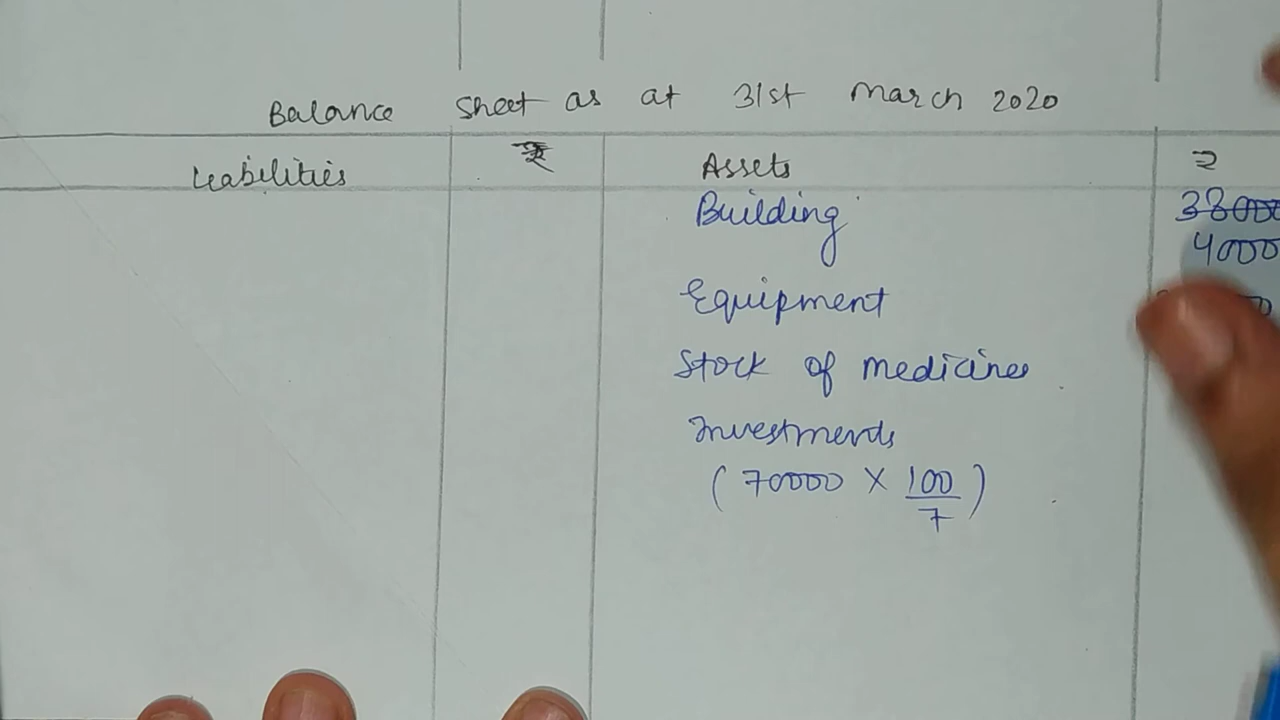 Balance Sheet as at 31st March 2020
Liabilities ₹ Assets ₹
Building 38000
4000
Equipment
Stock of medicines
Investments
(70000 × 100/7)